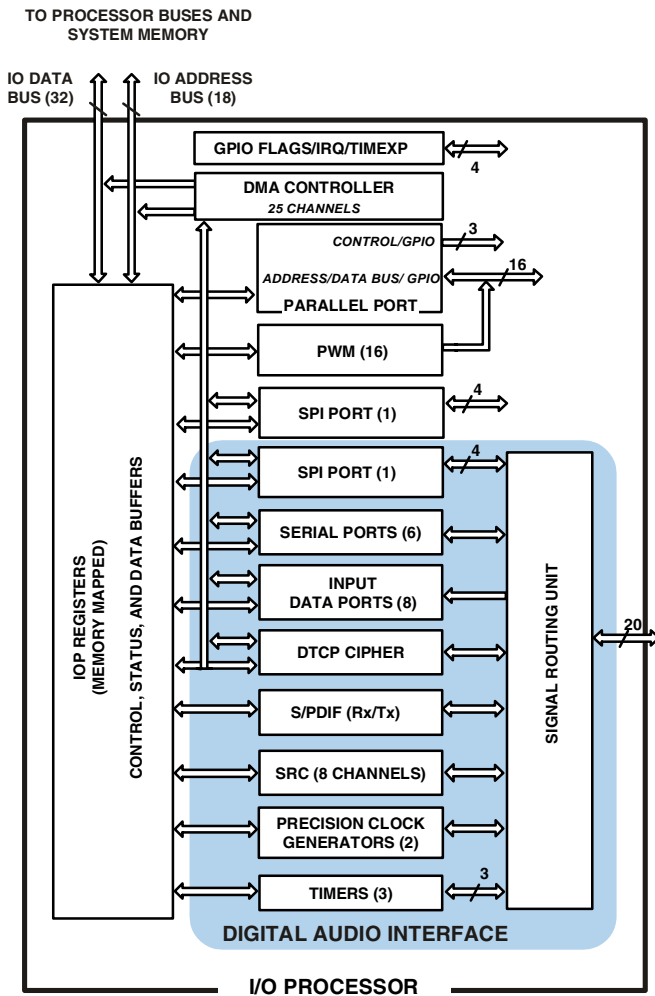 TO PROCESSOR BUSES AND
SYSTEM MEMORY
IO DATA
BUS (32)
IO ADDRESS
BUS (18)
GPIO FLAGS/IRQ/TIMEXP
4
DMA CONTROLLER
25 CHANNELS
CONTROL/GPIO
3
ADDRESS/DATA BUS/ GPIO
16
PARALLEL PORT
PWM (16)
SPI PORT (1)
4
SPI PORT (1)
4
SERIAL PORTS (6)
INPUT
DATA PORTS (8)
DTCP CIPHER
S/PDIF (Rx/Tx)
SRC (8 CHANNELS)
PRECISION CLOCK
GENERATORS (2)
TIMERS (3)
3
IOP REGISTERS
(MEMORY MAPPED)
CONTROL, STATUS, AND DATA BUFFERS
SIGNAL ROUTING UNIT
20
DIGITAL AUDIO INTERFACE
I/O PROCESSOR